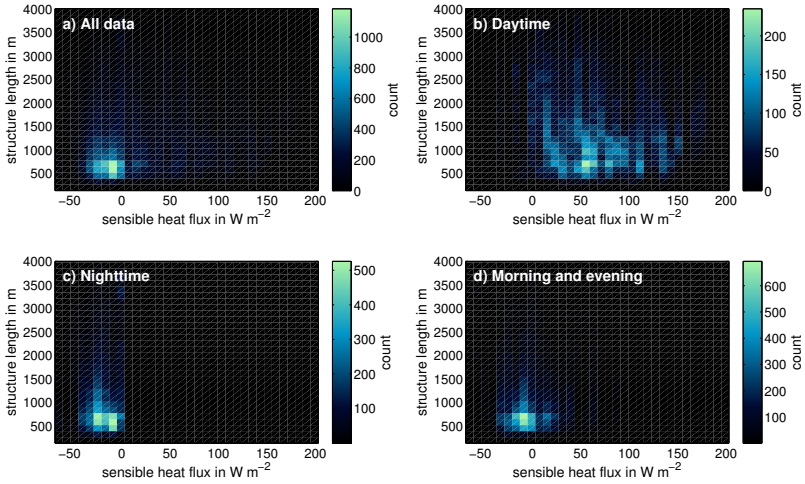 a) All data
4000
3500
3000
2500
2000
1500
1000
500
structure length in m
−50 0 50 100 150 200
sensible heat flux in W m−2
1000
800
600
400
200
0
count
b) Daytime
4000
3500
3000
2500
2000
1500
1000
500
structure length in m
−50 0 50 100 150 200
sensible heat flux in W m−2
200
150
100
50
0
count
c) Nighttime
4000
3500
3000
2500
2000
1500
1000
500
structure length in m
−50 0 50 100 150 200
sensible heat flux in W m−2
500
400
300
200
100
count
d) Morning and evening
4000
3500
3000
2500
2000
1500
1000
500
structure length in m
−50 0 50 100 150 200
sensible heat flux in W m−2
600
500
400
300
200
100
count